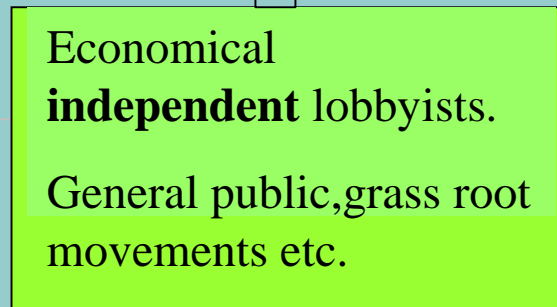 Economical
independent lobbyists.
General public,grass root
movements etc.